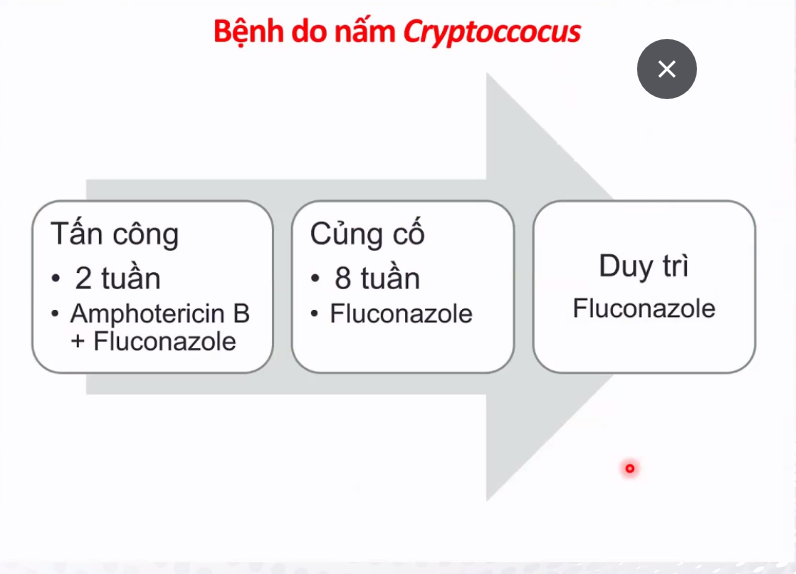 Bệnh do nấm Cryptoccocus
Tấn công
• 2 tuần
• Amphotericin B
+ Fluconazole
Củng cố
• 8 tuần
• Fluconazole
Duy trì
Fluconazole